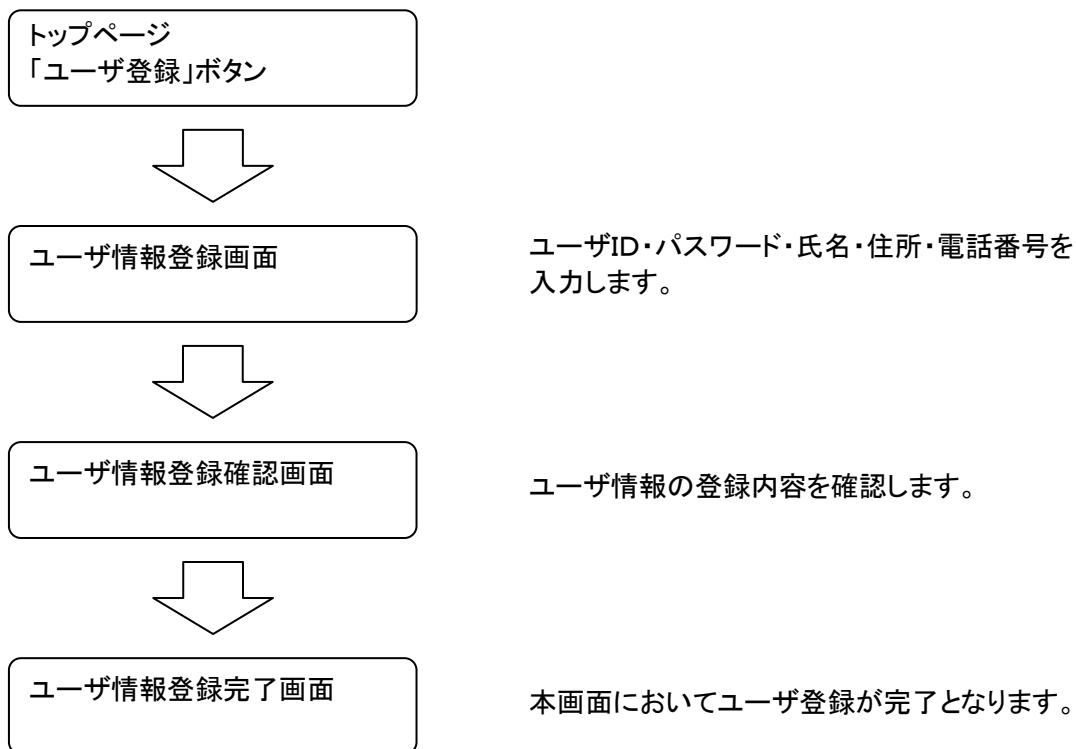 トップページ
「ユーザ登録」ボタン
ユーザ情報登録画面
ユーザID・パスワード・氏名・住所・電話番号を
入力します。
ユーザ情報登録確認画面
ユーザ情報の登録内容を確認します。
ユーザ情報登録完了画面
本画面においてユーザ登録が完了となります。